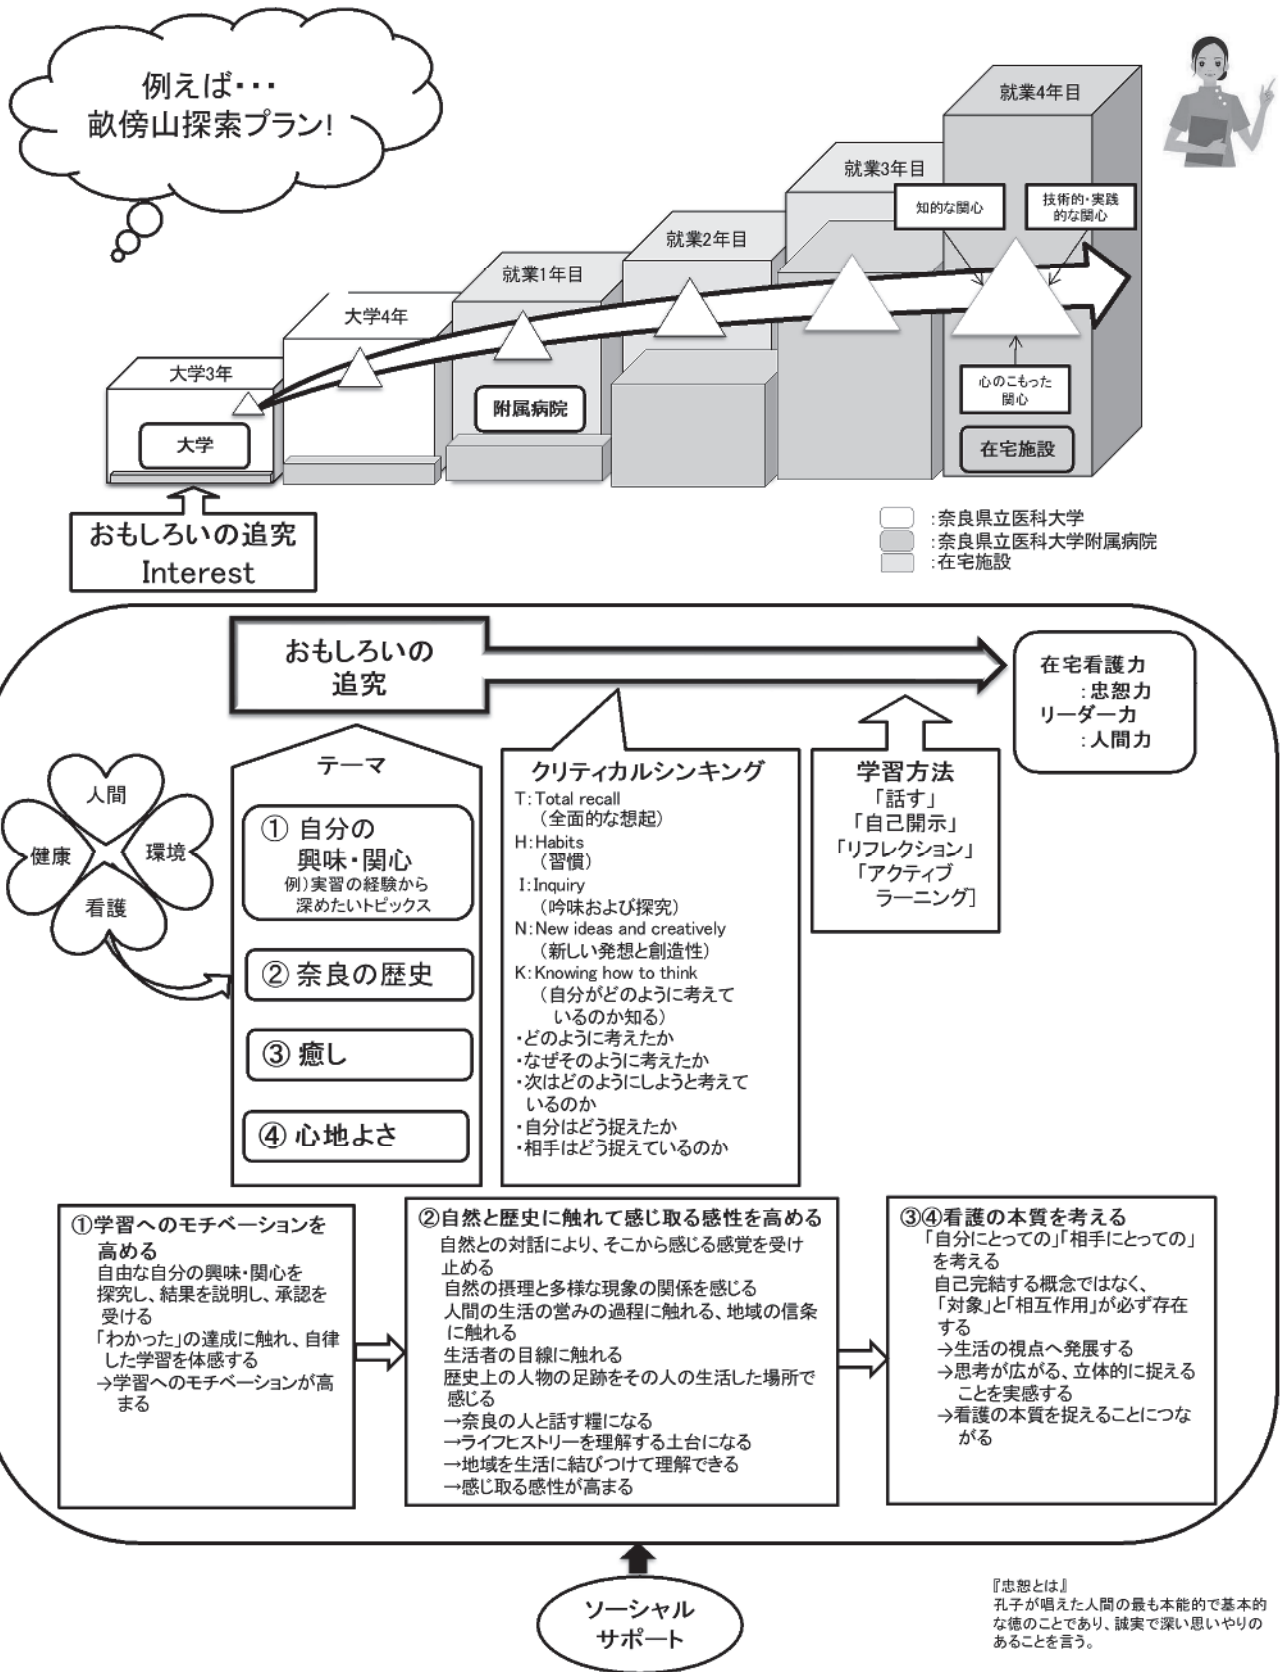 例えば・・・
畝傍山探索プラン!
就業4年目
就業3年目
知的な関心
技術的・実践
的な関心
就業2年目
就業1年目
大学4年
大学3年
心のこもった
関心
附属病院
大学
在宅施設
おもしろいの追究
Interest
:奈良県立医科大学
:奈良県立医科大学附属病院
:在宅施設
おもしろいの
追究
在宅看護力
:忠恕力
リーダー力
:人間力
人間
健康
環境
看護
テーマ
① 自分の
興味・関心
例)実習の経験から
深めたいトピックス
② 奈良の歴史
③ 癒し
④ 心地よさ
クリティカルシンキング
T:Total recall
(全面的な想起)
H:Habits
(習慣)
I:Inquiry
(吟味および探究)
N:New ideas and creatively
(新しい発想と創造性)
K:Knowing how to think
(自分がどのように考えて
いるのか知る)
・どのように考えたか
・なぜそのように考えたか
・次はどのようにしようと考えて
いるのか
・自分はどう捉えたか
・相手はどう捉えているのか
学習方法
「話す」
「自己開示」
「リフレクション」
「アクティブ
ラーニング]
①学習へのモチベーションを
高める
自由な自分の興味・関心を
探究し、結果を説明し、承認を
受ける
「わかった」の達成に触れ、自律
した学習を体感する
→学習へのモチベーションが高
まる
②自然と歴史に触れて感じ取る感性を高める
自然との対話により、そこから感じる感覚を受け
止める
自然の摂理と多様な現象の関係を感じる
人間の生活の営みの過程に触れる、地域の信条
に触れる
生活者の目線に触れる
歴史上の人物の足跡をその人の生活した場所で
感じる
→奈良の人と話す糧になる
→ライフヒストリーを理解する土台になる
→地域を生活に結びつけて理解できる
→感じ取る感性が高まる
③④看護の本質を考える
「自分にとっての」「相手にとっての」
を考える
自己完結する概念ではなく、
「対象」と「相互作用」が必ず存在
する
→生活の視点へ発展する
→思考が広がる、立体的に捉える
ことを実感する
→看護の本質を捉えることにつな
がる
ソーシャル
サポート
『忠恕とは』
孔子が唱えた人間の最も本能的で基本的
な徳のことであり、誠実で深い思いやりの
あることを言う。